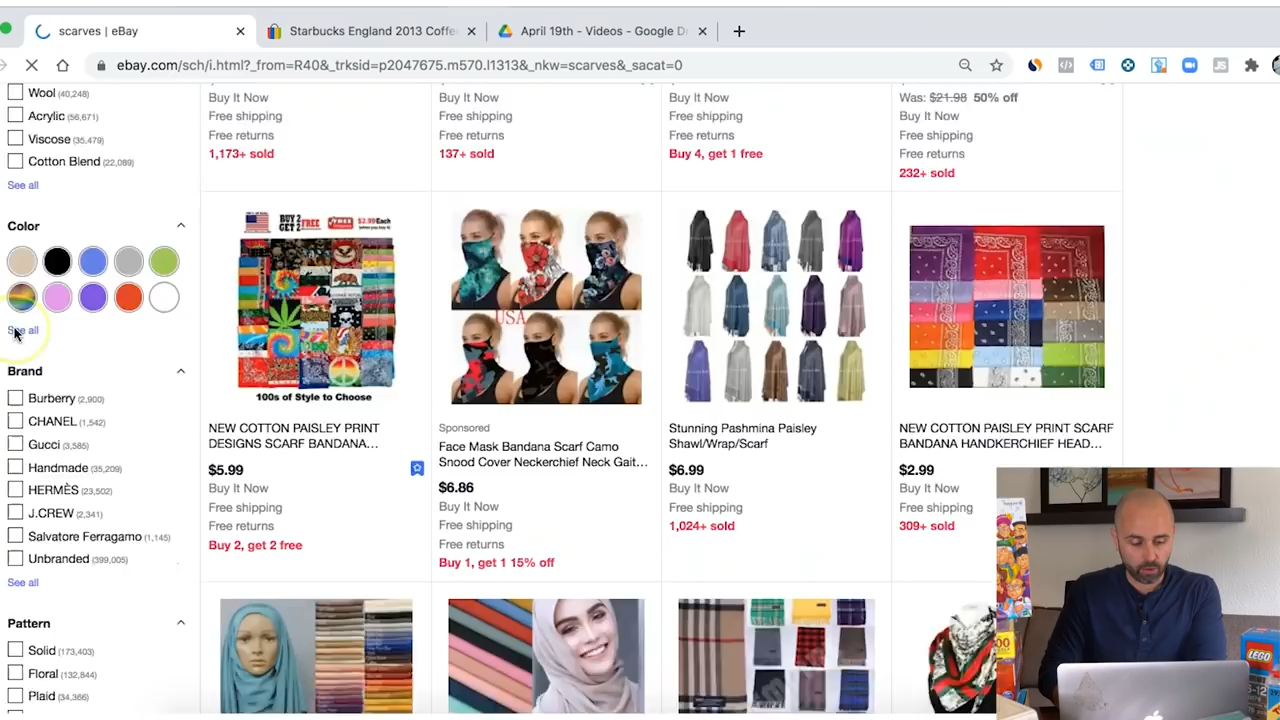 scarves | eBay
Starbucks England 2013 Coffe
April 19th - Videos - Google Dr
ebay.com/sch/i.html?_from=R40&_trksid=p2047675.m570.l1313&_nkw=scarves&_sacat=0
Wool (40,248)
Acrylic (56,671)
Viscose (35,479)
Cotton Blend (22,089)
See all
Color
See all
Brand
Burberry (2,900)
CHANEL (1,542)
Gucci (3,585)
Handmade (35,209)
HERMÈS (23,502)
J.CREW (2,341)
Salvatore Ferragamo (1,145)
Unbranded (399,005)
See all
Pattern
Solid (173,403)
Floral (132,844)
Plaid (34,366)
Buy It Now
Free shipping
Free returns
1,173+ sold
Buy It Now
Free shipping
Free returns
137+ sold
Buy It Now
Free shipping
Free returns
Buy 4, get 1 free
Was: $21.98 50% off
Buy It Now
Free shipping
Free returns
232+ sold
BUY 2 GET 2 FREE
$2.99 Each
100s of Style to Choose
NEW COTTON PAISLEY PRINT
DESIGNS SCARF BANDANA...
$5.99
Buy It Now
Free shipping
Free returns
Buy 2, get 2 free
USA
Sponsored
Face Mask Bandana Scarf Camo
Snood Cover Neckerchief Neck Gait...
$6.86
Buy It Now
Free shipping
Free returns
Buy 1, get 1 15% off
Stunning Pashmina Paisley
Shawl/Wrap/Scarf
$6.99
Buy It Now
Free shipping
1,024+ sold
NEW COTTON PAISLEY PRINT SCARF
BANDANA HANDKERCHIEF HEAD...
$2.99
Buy It Now
Free shipping
309+ sold
LEGO